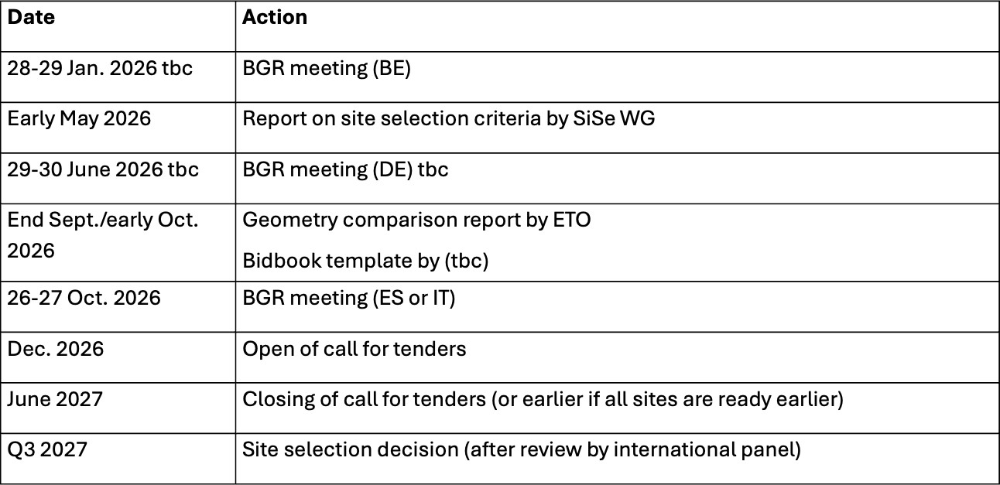 Date Action
28-29 Jan. 2026 tbc BGR meeting (BE)
Early May 2026 Report on site selection criteria by SiSe WG
29-30 June 2026 tbc BGR meeting (DE) tbc
End Sept./early Oct. 2026 Geometry comparison report by ETO
Bidbook template by (tbc)
26-27 Oct. 2026 BGR meeting (ES or IT)
Dec. 2026 Open of call for tenders
June 2027 Closing of call for tenders (or earlier if all sites are ready earlier)
Q3 2027 Site selection decision (after review by international panel)